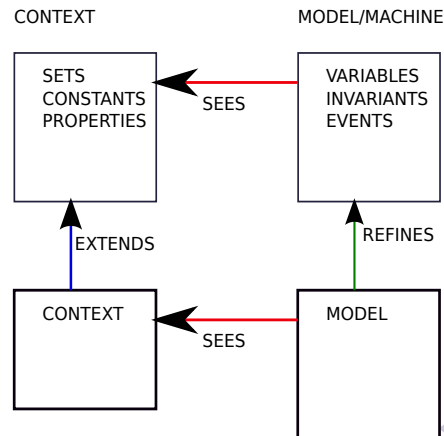 CONTEXT
MODEL/MACHINE
SETS
CONSTANTS
PROPERTIES
SEES
VARIABLES
INVARIANTS
EVENTS
EXTENDS
REFINES
CONTEXT
SEES
MODEL